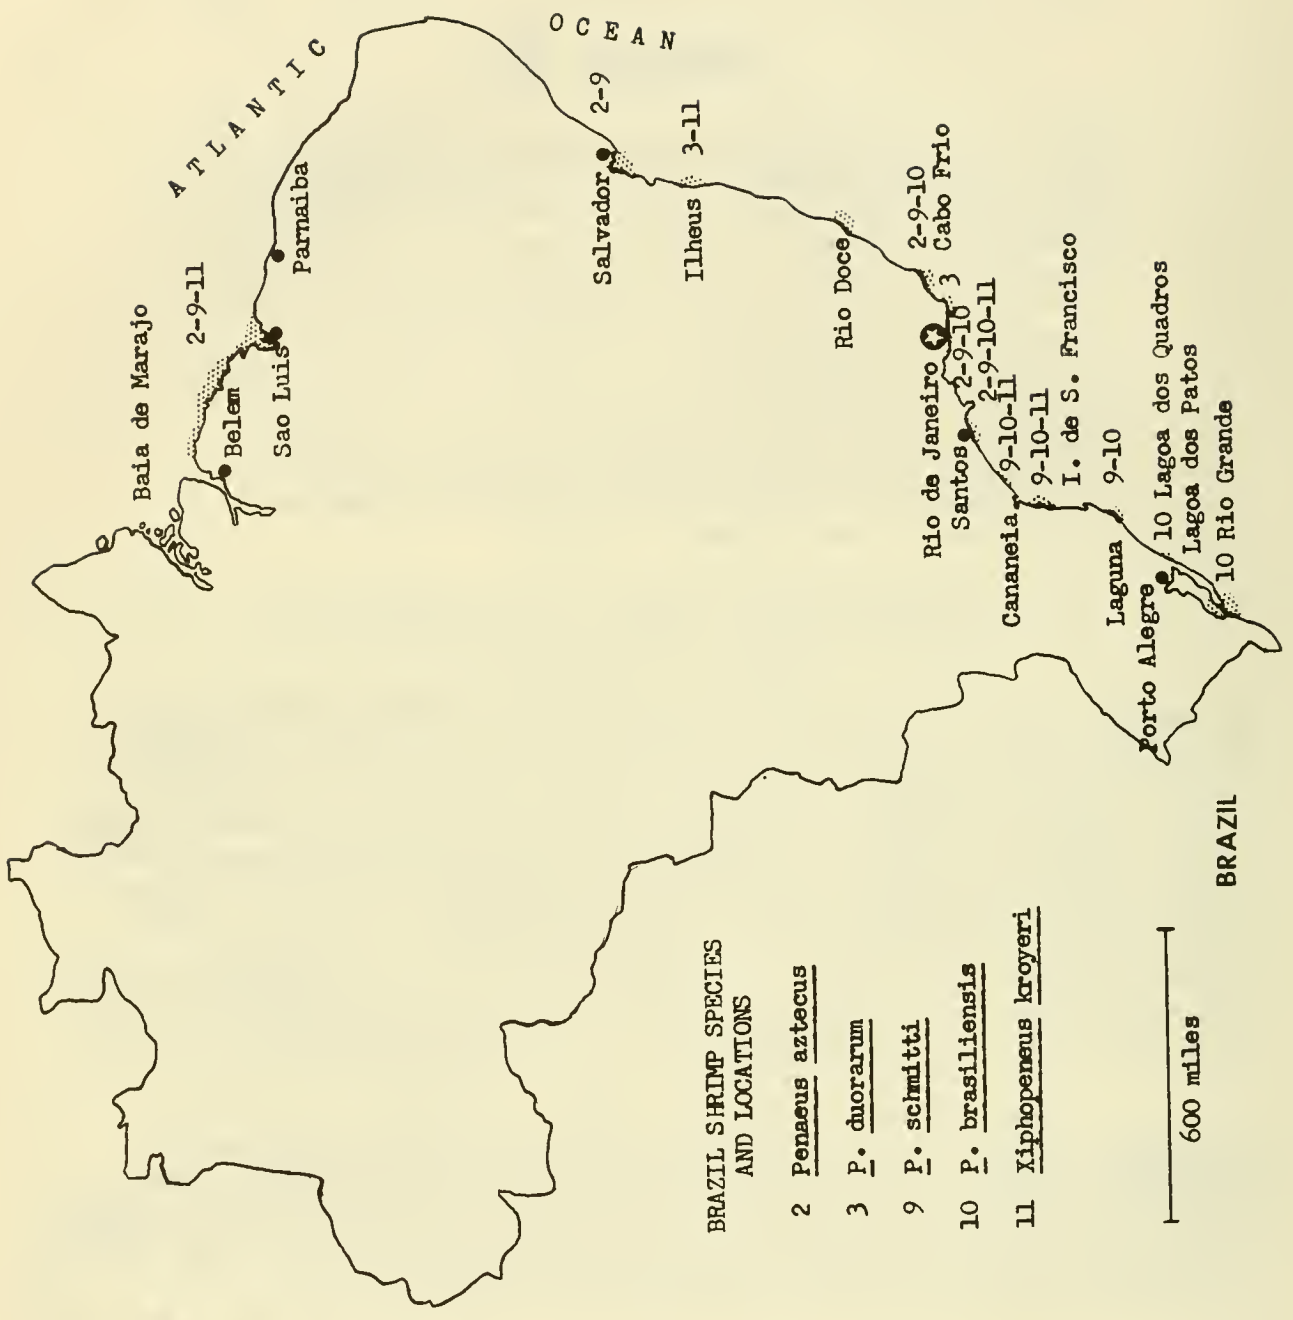 ATLANTIC
OCEAN
Baia de Marajo
2-9-11
Belem
Sao Luis
Parnaiba
Salvador
2-9
Ilheus
3-11
Rio Doce
2-9-10
Cabo Frio
3
Rio de Janeiro
2-9-10
Santos
2-9-10-11
9-10-11
Cananeia
9-10-11
I. de S. Francisco
9-10
Laguna
10 Lagoa dos Quadros
Lagoa dos Patos
Porto Alegre
10 Rio Grande
BRAZIL
BRAZIL SHRIMP SPECIES
AND LOCATIONS
2 Penaeus aztecus
3 P. duorarum
9 P. schmitti
10 P. brasiliensis
11 Xiphopeneus kroyeri
600 miles